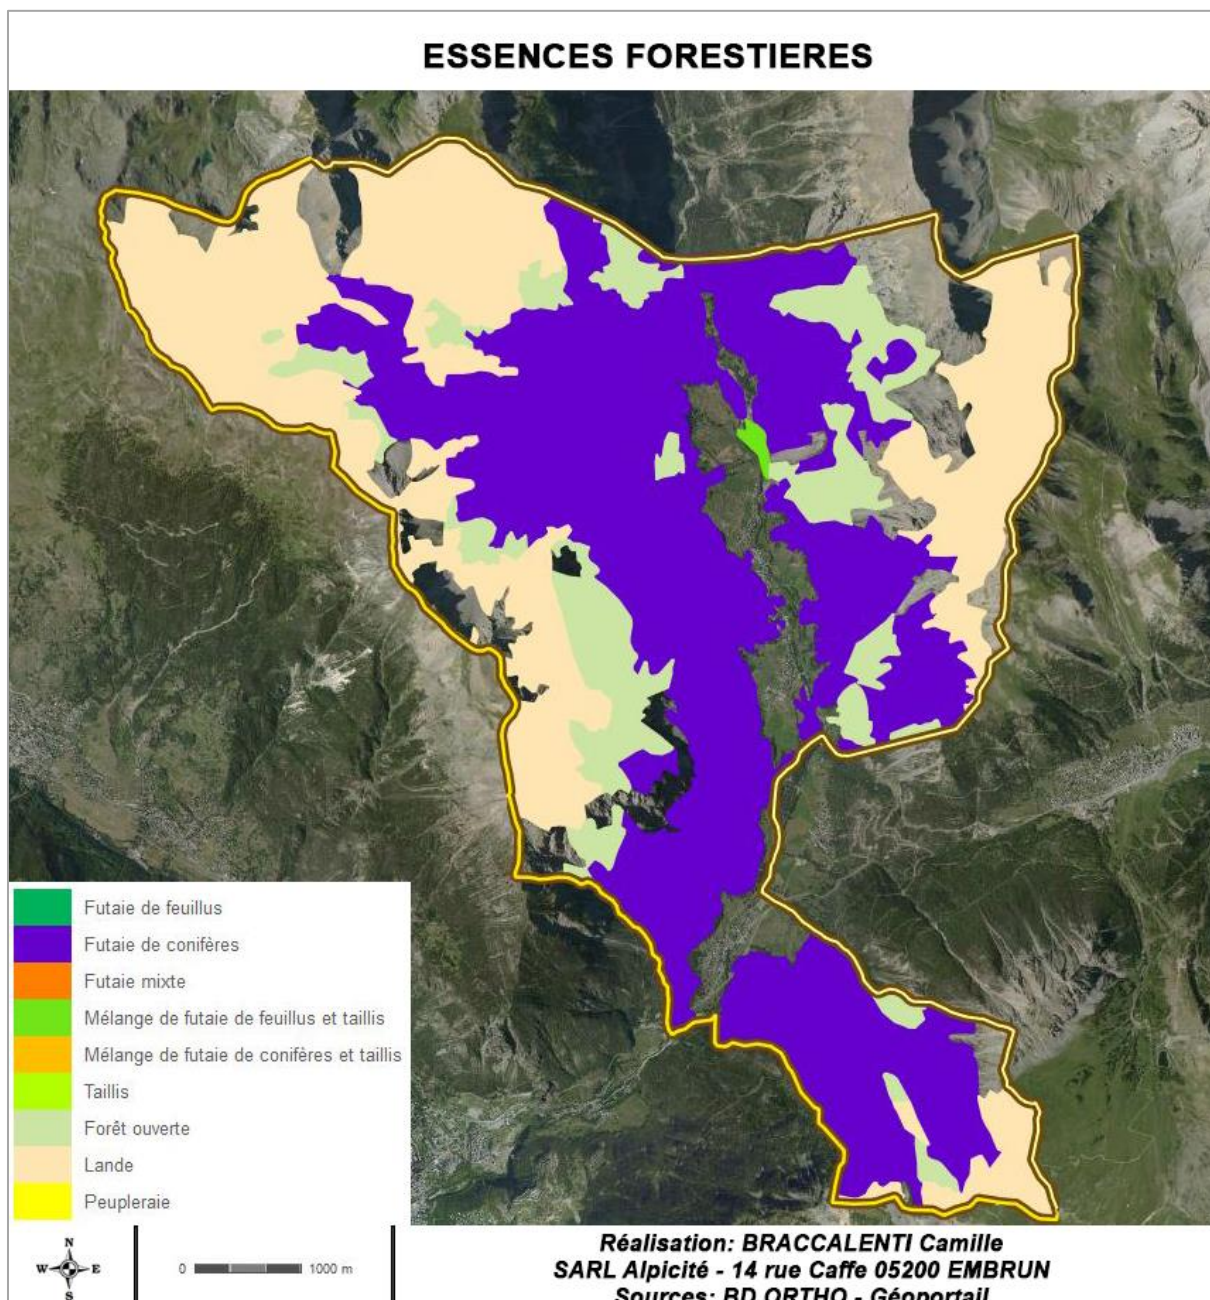 ESSENCES FORESTIERES
Futaie de feuillus
Futaie de conifères
Futaie mixte
Mélange de futaie de feuillus et taillis
Mélange de futaie de conifères et taillis
Taillis
Forêt ouverte
Lande
Peupleraie
N
W E
S
0 1000 m
Réalisation: BRACCALENTI Camille
SARL Alpicité - 14 rue Caffe 05200 EMBRUN
Sources: BD ORTHO - Géoportail